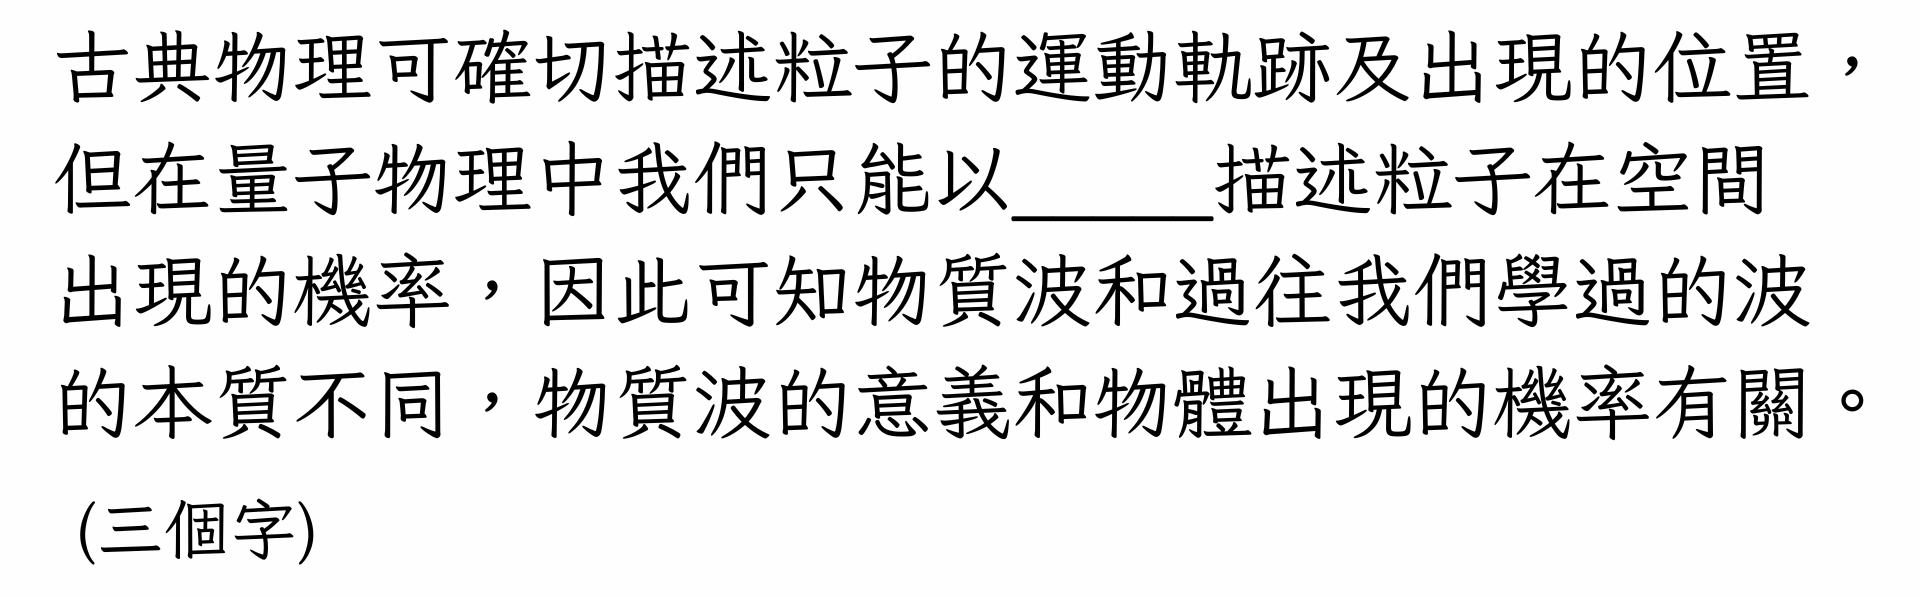 古典物理可確切描述粒子的運動軌跡及出現的位置，
但在量子物理中我們只能以_____描述粒子在空間
出現的機率，因此可知物質波和過往我們學過的波
的本質不同，物質波的意義和物體出現的機率有關。
(三個字)